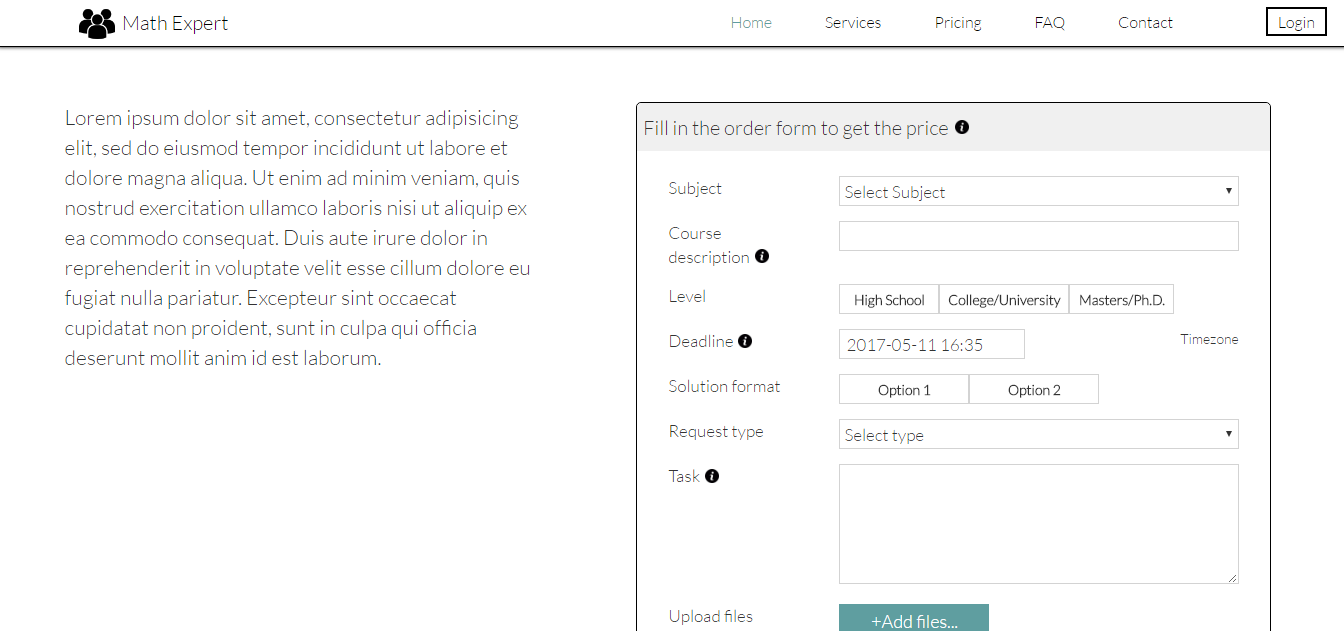 Math Expert
Home
Services
Pricing
FAQ
Contact
Login
Lorem ipsum dolor sit amet, consectetur adipisicing
elit, sed do eiusmod tempor incididunt ut labore et
dolore magna aliqua. Ut enim ad minim veniam, quis
nostrud exercitation ullamco laboris nisi ut aliquip ex
ea commodo consequat. Duis aute irure dolor in
reprehenderit in voluptate velit esse cillum dolore eu
fugiat nulla pariatur. Excepteur sint occaecat
cupidatat non proident, sunt in culpa qui officia
deserunt mollit anim id est laborum.
Fill in the order form to get the price
Subject
Select Subject
Course
description
Level
High School
College/University
Masters/Ph.D.
Deadline
2017-05-11 16:35
Timezone
Solution format
Option 1
Option 2
Request type
Select type
Task
Upload files
+Add files...